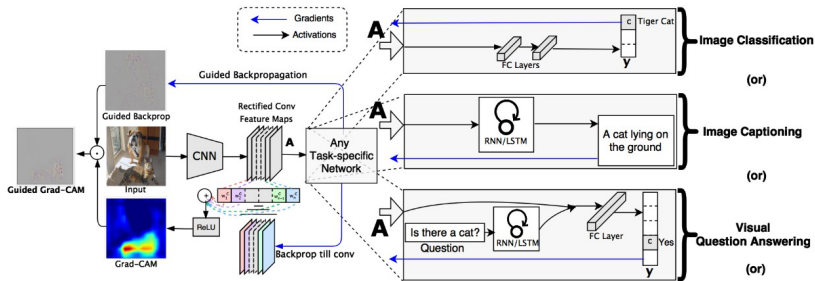 Gradients
Activations
Guided Backpropagation
Guided Backprop
Rectified Conv
Feature Maps
A
CNN
Any
Task-specific
Network
Input
Guided Grad-CAM
+
ReLU
Grad-CAM
Backprop till conv
A
FC Layers
c
Tiger Cat
y
Image Classification
(or)
A
RNN/LSTM
A cat lying on
the ground
Image Captioning
(or)
A
Is there a cat?
Question
RNN/LSTM
FC Layer
c
Yes
y
Visual
Question Answering
(or)